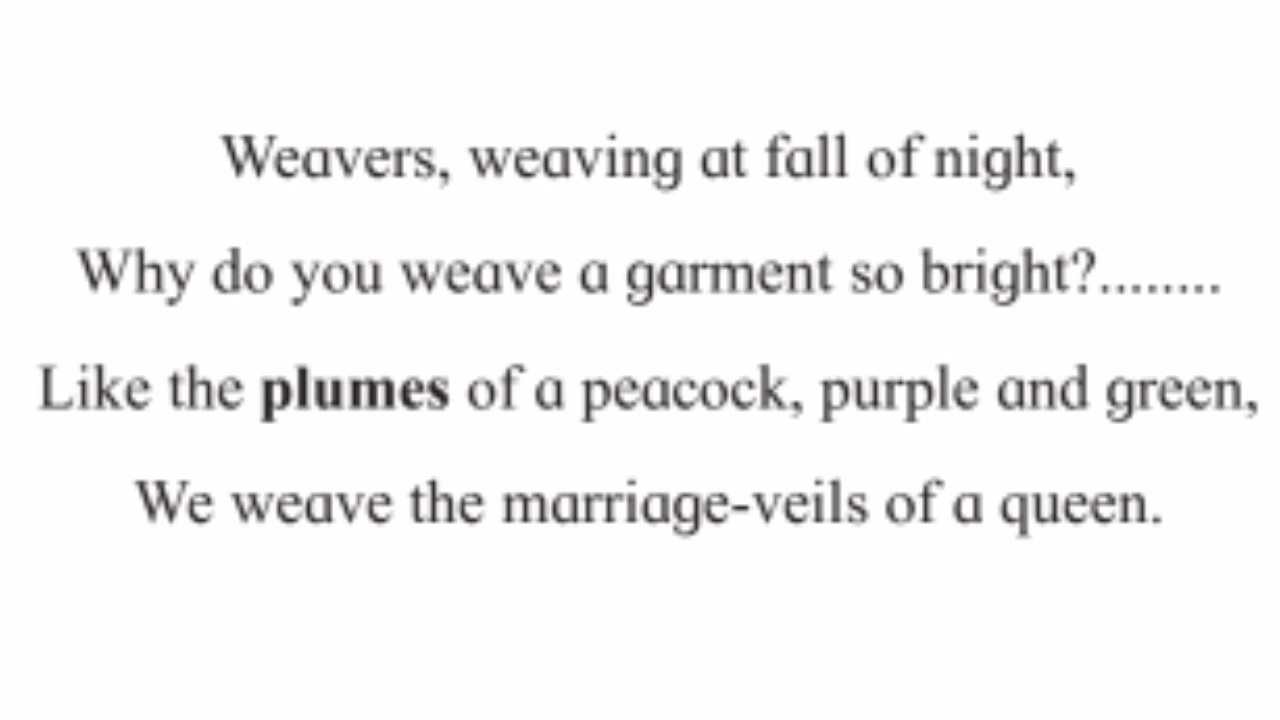 Weavers, weaving at fall of night,
Why do you weave a garment so bright?........
Like the plumes of a peacock, purple and green,
We weave the marriage-veils of a queen.